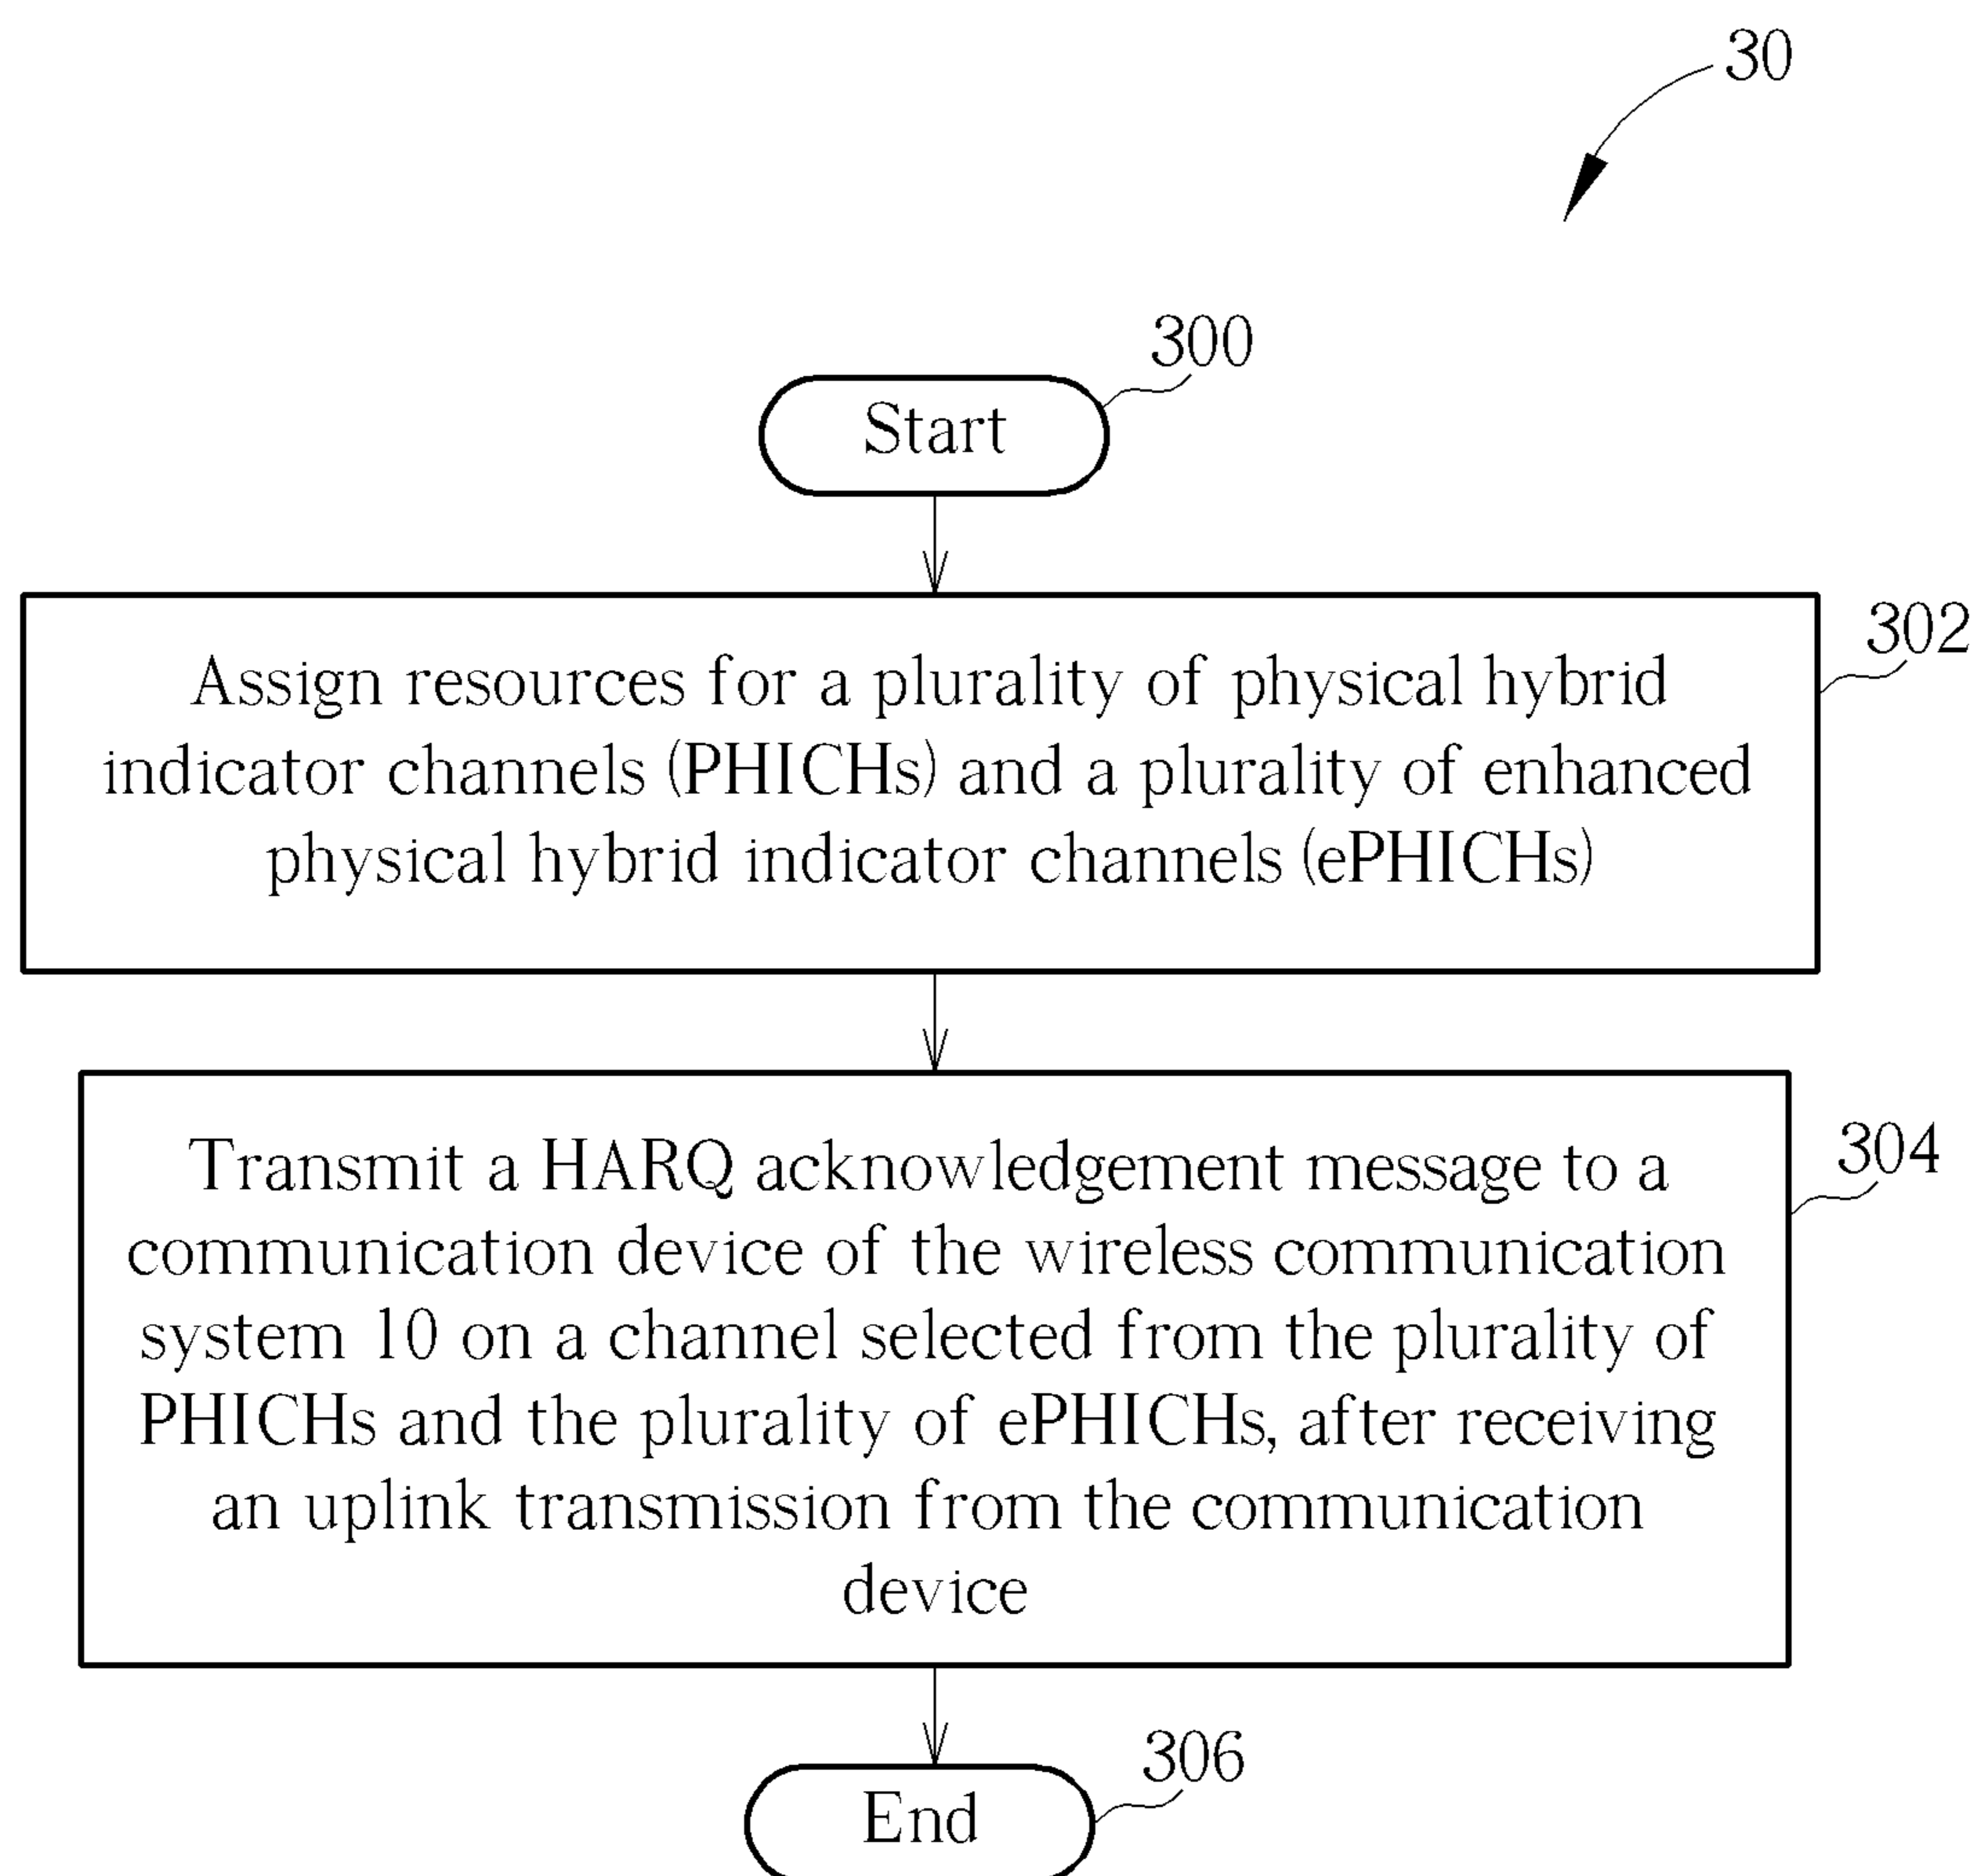 30
300
Start
302
Assign resources for a plurality of physical hybrid
indicator channels (PHICHs) and a plurality of enhanced
physical hybrid indicator channels (ePHICHs)
304
Transmit a HARQ acknowledgement message to a
communication device of the wireless communication
system 10 on a channel selected from the plurality of
PHICHs and the plurality of ePHICHs, after receiving
an uplink transmission from the communication
device
306
End